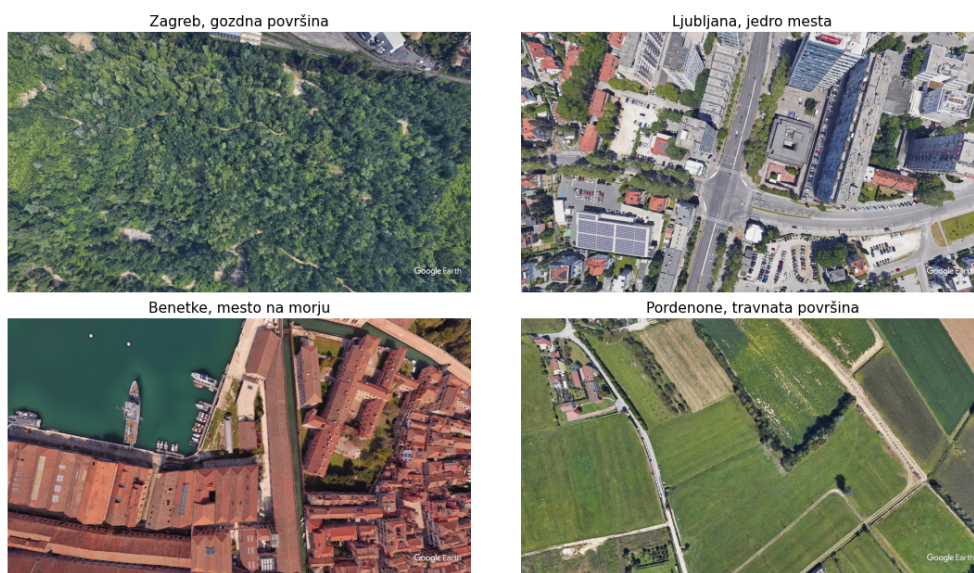 Zagreb, gozdna površina
Ljubljana, jedro mesta
Google Earth
Google Earth
Benetke, mesto na morju
Pordenone, travnata površina
Google Earth
Google Earth